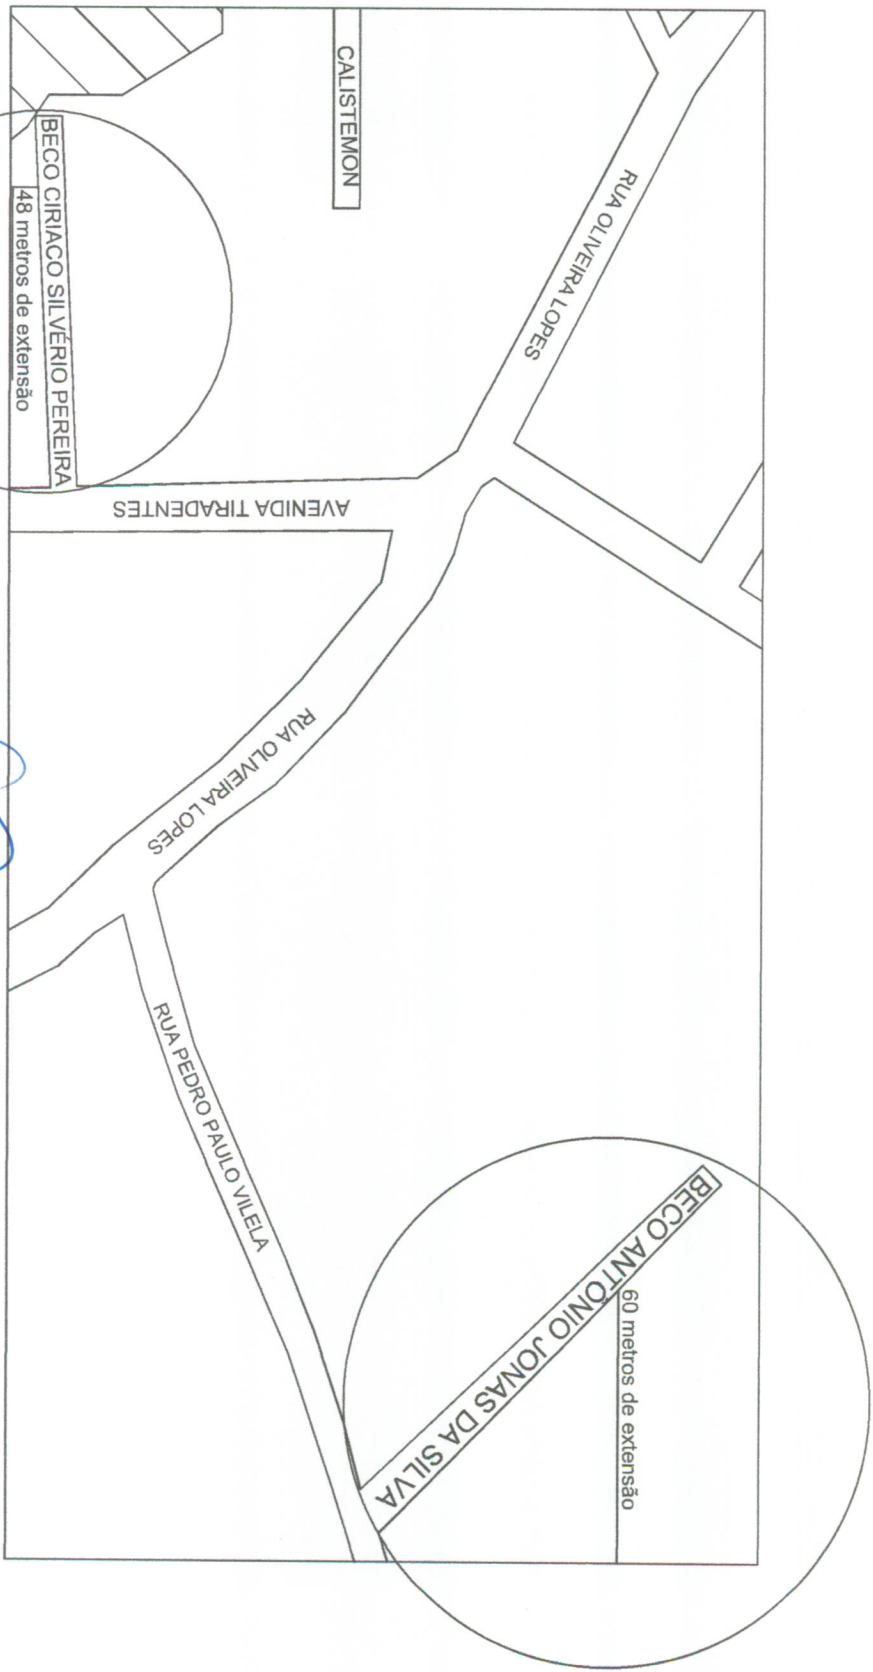 RUA OLIVEIRA LOPES
CALISTEMON
BECO CIRIACO SILVÉRIO PEREIRA
48 metros de extensão
AVENIDA TIRADENTES
RUA OLIVEIRA LOPES
RUA PEDRO PAULO VILELA
BECO ANTÔNIO JONAS DA SILVA
60 metros de extensão